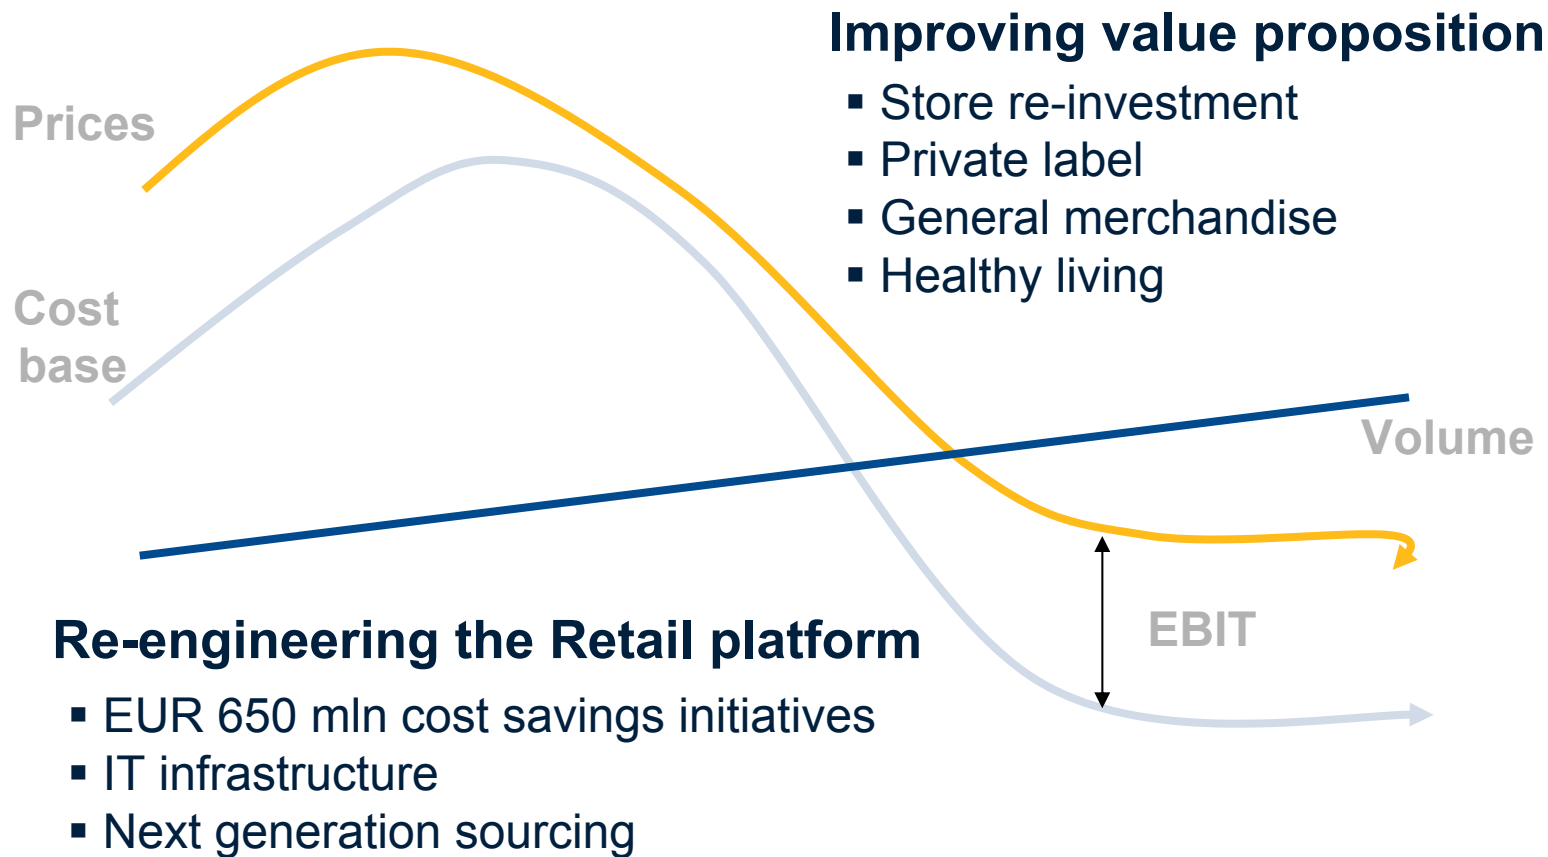 Improving value proposition
▪ Store re-investment
▪ Private label
▪ General merchandise
▪ Healthy living
Prices
Cost
base
Volume
EBIT
Re-engineering the Retail platform
▪ EUR 650 mln cost savings initiatives
▪ IT infrastructure
▪ Next generation sourcing